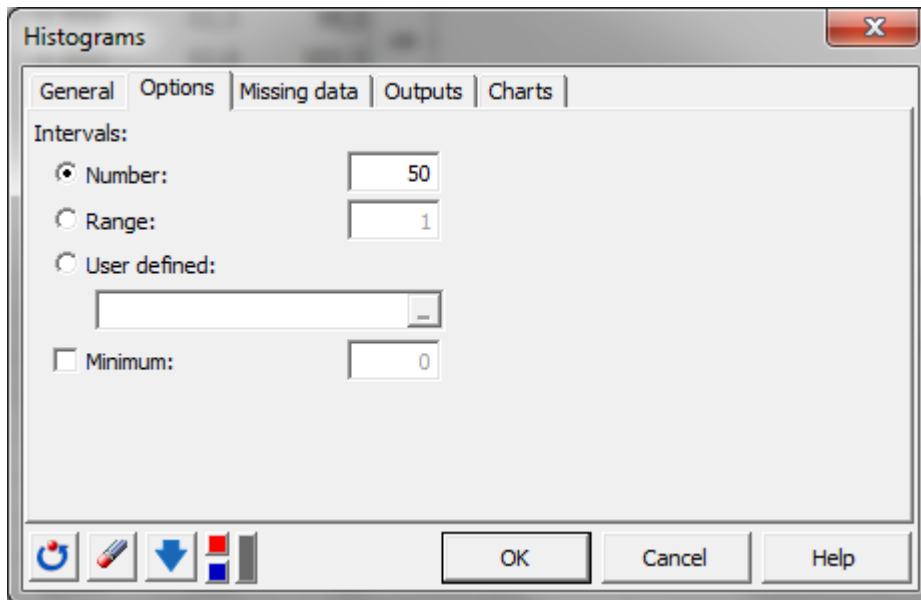 Histograms
General Options Missing data Outputs Charts
Intervals:
Number: 50
Range: 1
User defined:
Minimum: 0
OK Cancel Help